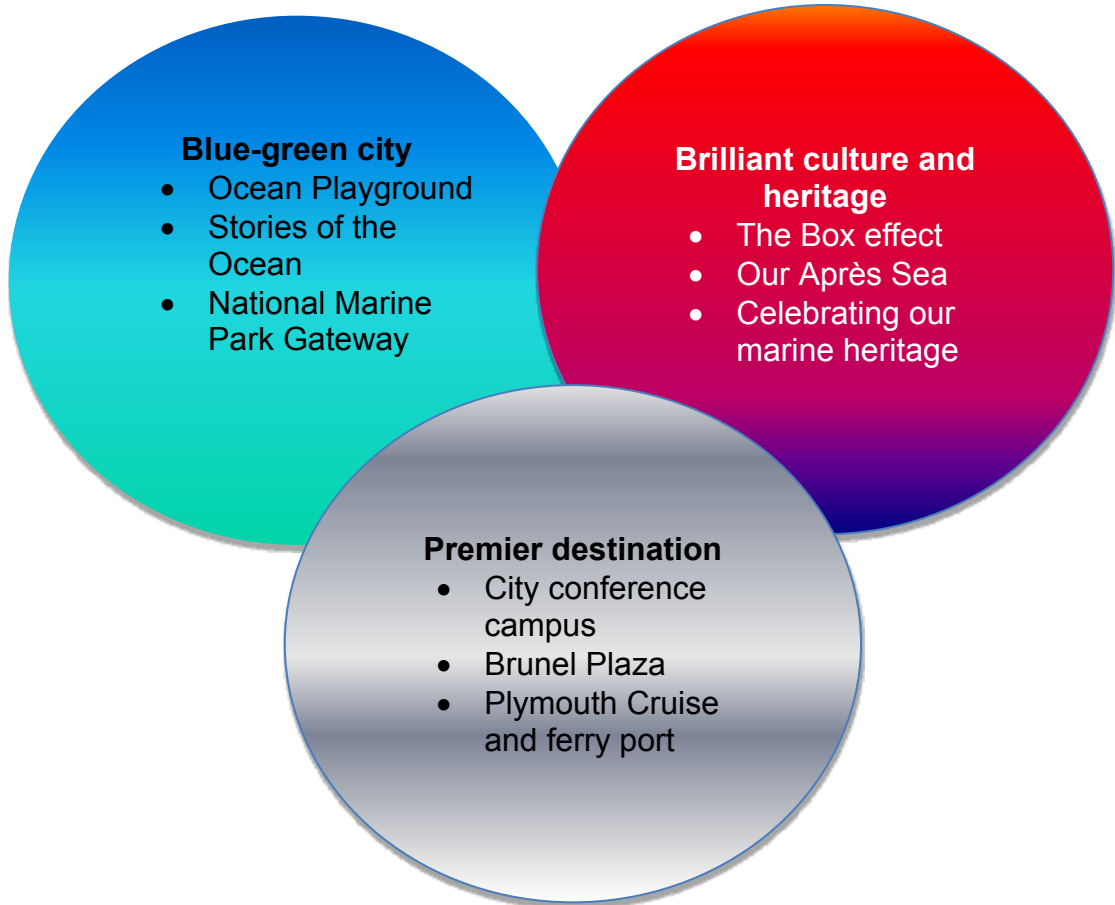 Blue-green city
• Ocean Playground
• Stories of the
Ocean
• National Marine
Park Gateway
Brilliant culture and
heritage
• The Box effect
• Our Après Sea
• Celebrating our
marine heritage
Premier destination
• City conference
campus
• Brunel Plaza
• Plymouth Cruise
and ferry port